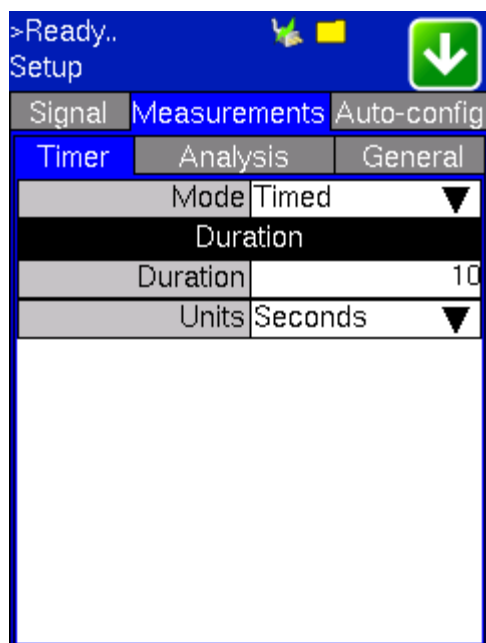 >Ready..
Setup
Signal Measurements Auto-config
Timer Analysis General
Mode Timed
Duration
Duration 10
Units Seconds